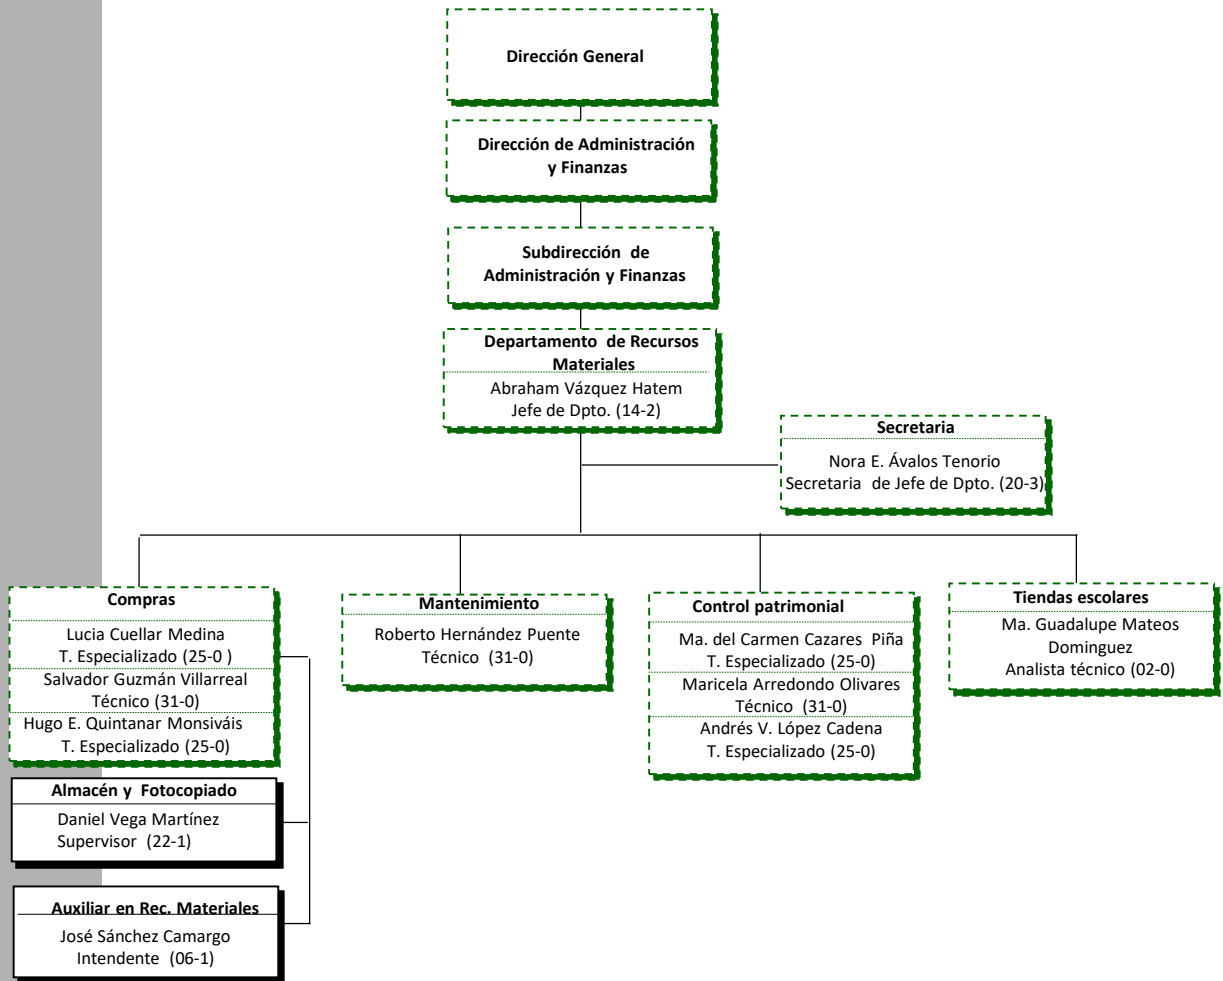 Dirección General
Dirección de Administración
y Finanzas
Subdirección de
Administración y Finanzas
Departamento de Recursos
Materiales
Abraham Vázquez Hatem
Jefe de Dpto. (14-2)
Secretaria
Nora E. Ávalos Tenorio
Secretaria de Jefe de Dpto. (20-3)
Compras
Lucia Cuellar Medina
T. Especializado (25-0 )
Salvador Guzmán Villarreal
Técnico (31-0)
Hugo E. Quintanar Monsiváis
T. Especializado (25-0)
Almacén y Fotocopiado
Daniel Vega Martínez
Supervisor (22-1)
Auxiliar en Rec. Materiales
José Sánchez Camargo
Intendente (06-1)
Mantenimiento
Roberto Hernández Puente
Técnico (31-0)
Control patrimonial
Ma. del Carmen Cazares Piña
T. Especializado (25-0)
Maricela Arredondo Olivares
Técnico (31-0)
Andrés V. López Cadena
T. Especializado (25-0)
Tiendas escolares
Ma. Guadalupe Mateos
Dominguez
Analista técnico (02-0)